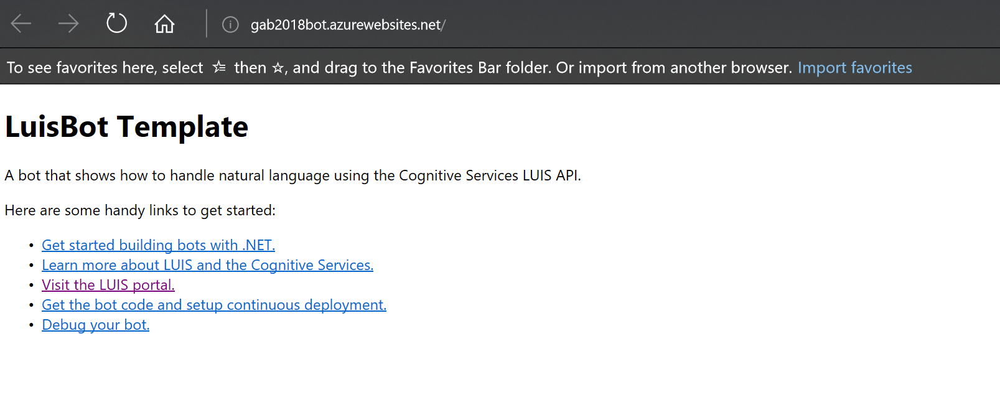 gab2018bot.azurewebsites.net/
To see favorites here, select then , and drag to the Favorites Bar folder. Or import from another browser. Import favorites
LuisBot Template
A bot that shows how to handle natural language using the Cognitive Services LUIS API.
Here are some handy links to get started:
• Get started building bots with .NET.
• Learn more about LUIS and the Cognitive Services.
• Visit the LUIS portal.
• Get the bot code and setup continuous deployment.
• Debug your bot.